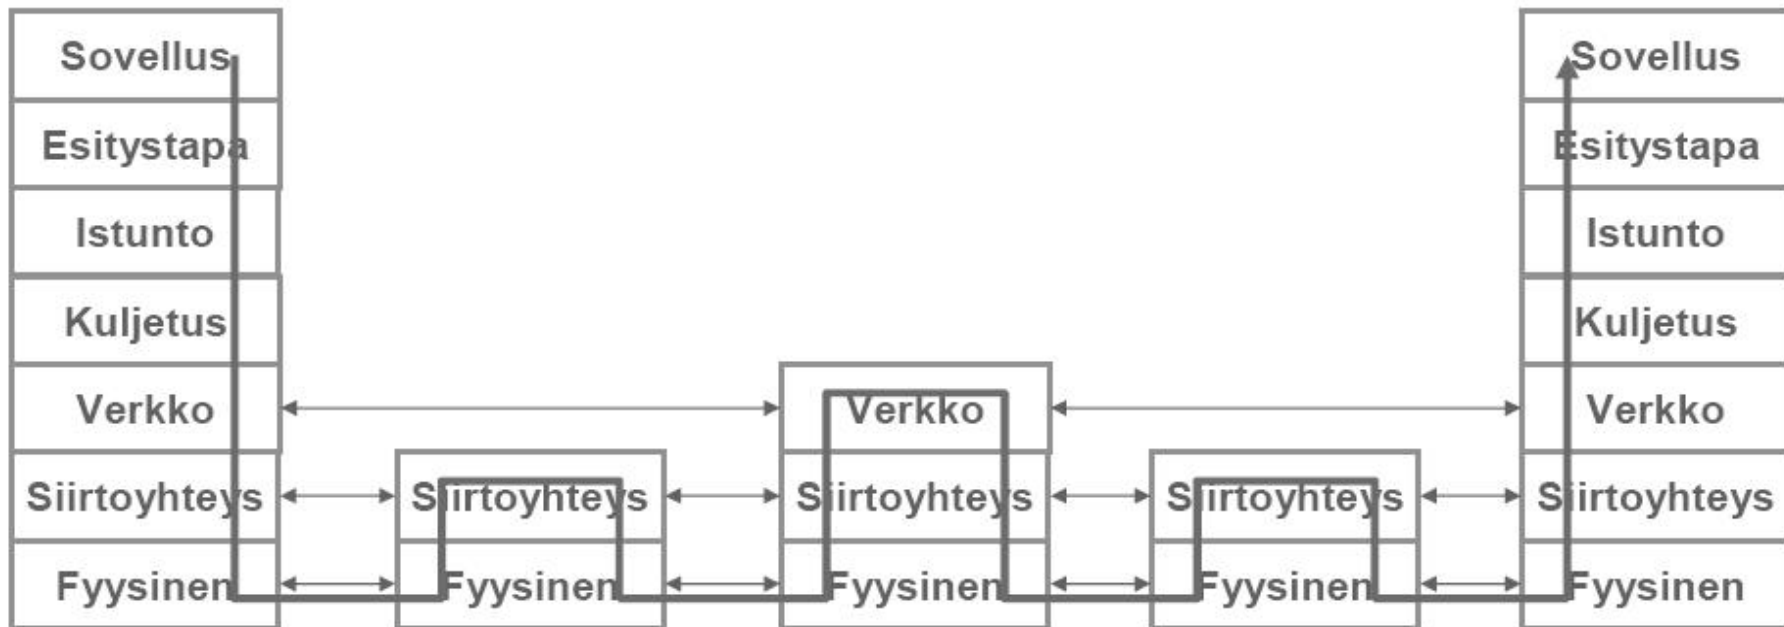 Sovellus
Esitystapa
Istunto
Kuljetus
Verkko
Siirtoyhteys
Fyysinen
Siirtoyhteys
Fyysinen
Verkko
Siirtoyhteys
Fyysinen
Siirtoyhteys
Fyysinen
Sovellus
Esitystapa
Istunto
Kuljetus
Verkko
Siirtoyhteys
Fyysinen